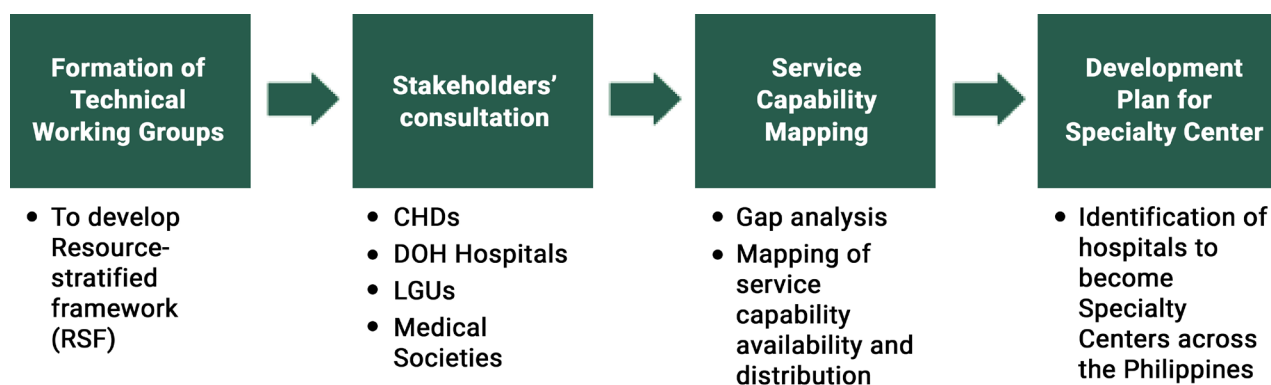 Formation of
Technical
Working Groups
• To develop
Resource-
stratified
framework
(RSF)
Stakeholders’
consultation
• CHDs
• DOH Hospitals
• LGUs
• Medical
Societies
Service
Capability
Mapping
• Gap analysis
• Mapping of
service
capability
availability and
distribution
Development
Plan for
Specialty Center
• Identification of
hospitals to
become
Specialty
Centers across
the Philippines